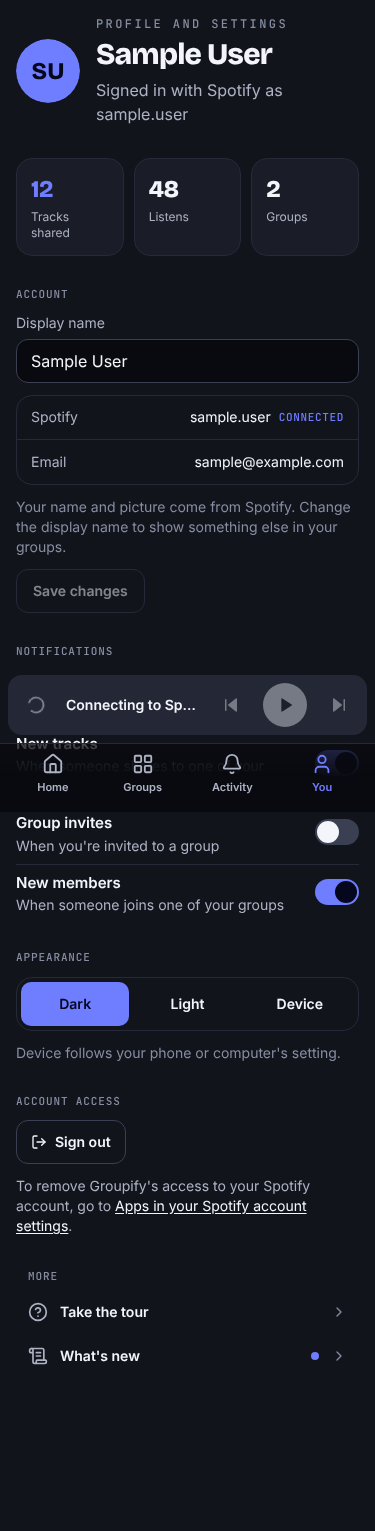 PROFILE AND SETTINGS
SU
Sample User
Signed in with Spotify as
sample.user
12
Tracks
shared
48
Listens
2
Groups
ACCOUNT
Display name
Sample User
Spotify
sample.user CONNECTED
Email
sample@example.com
Your name and picture come from Spotify. Change
the display name to show something else in your
groups.
Save changes
NOTIFICATIONS
Connecting to Sp...
New tracks
Home
Groups
Activity
You
Group invites
When you're invited to a group
New members
When someone joins one of your groups
APPEARANCE
Dark
Light
Device
Device follows your phone or computer's setting.
ACCOUNT ACCESS
Sign out
To remove Groupify's access to your Spotify
account, go to Apps in your Spotify account
settings.
MORE
Take the tour
What's new